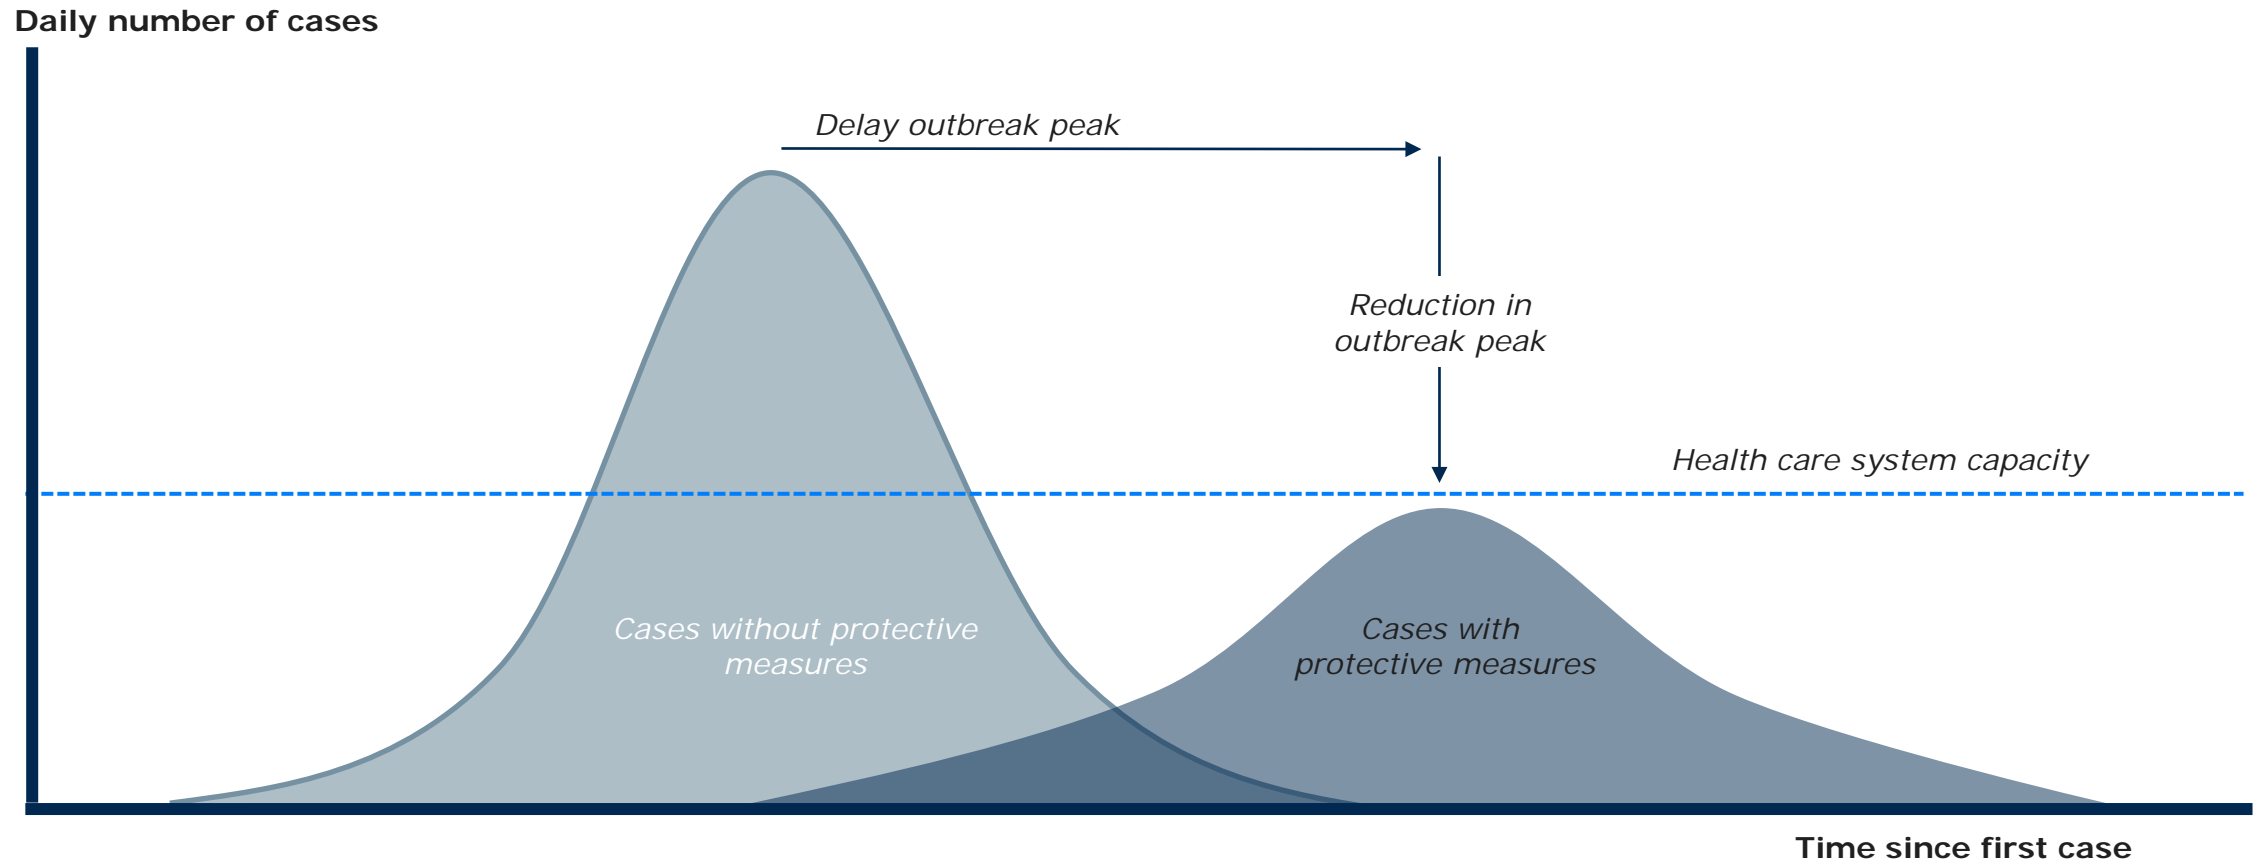 Daily number of cases
Delay outbreak peak
Reduction in
outbreak peak
Health care system capacity
Cases without protective
measures
Cases with
protective measures
Time since first case